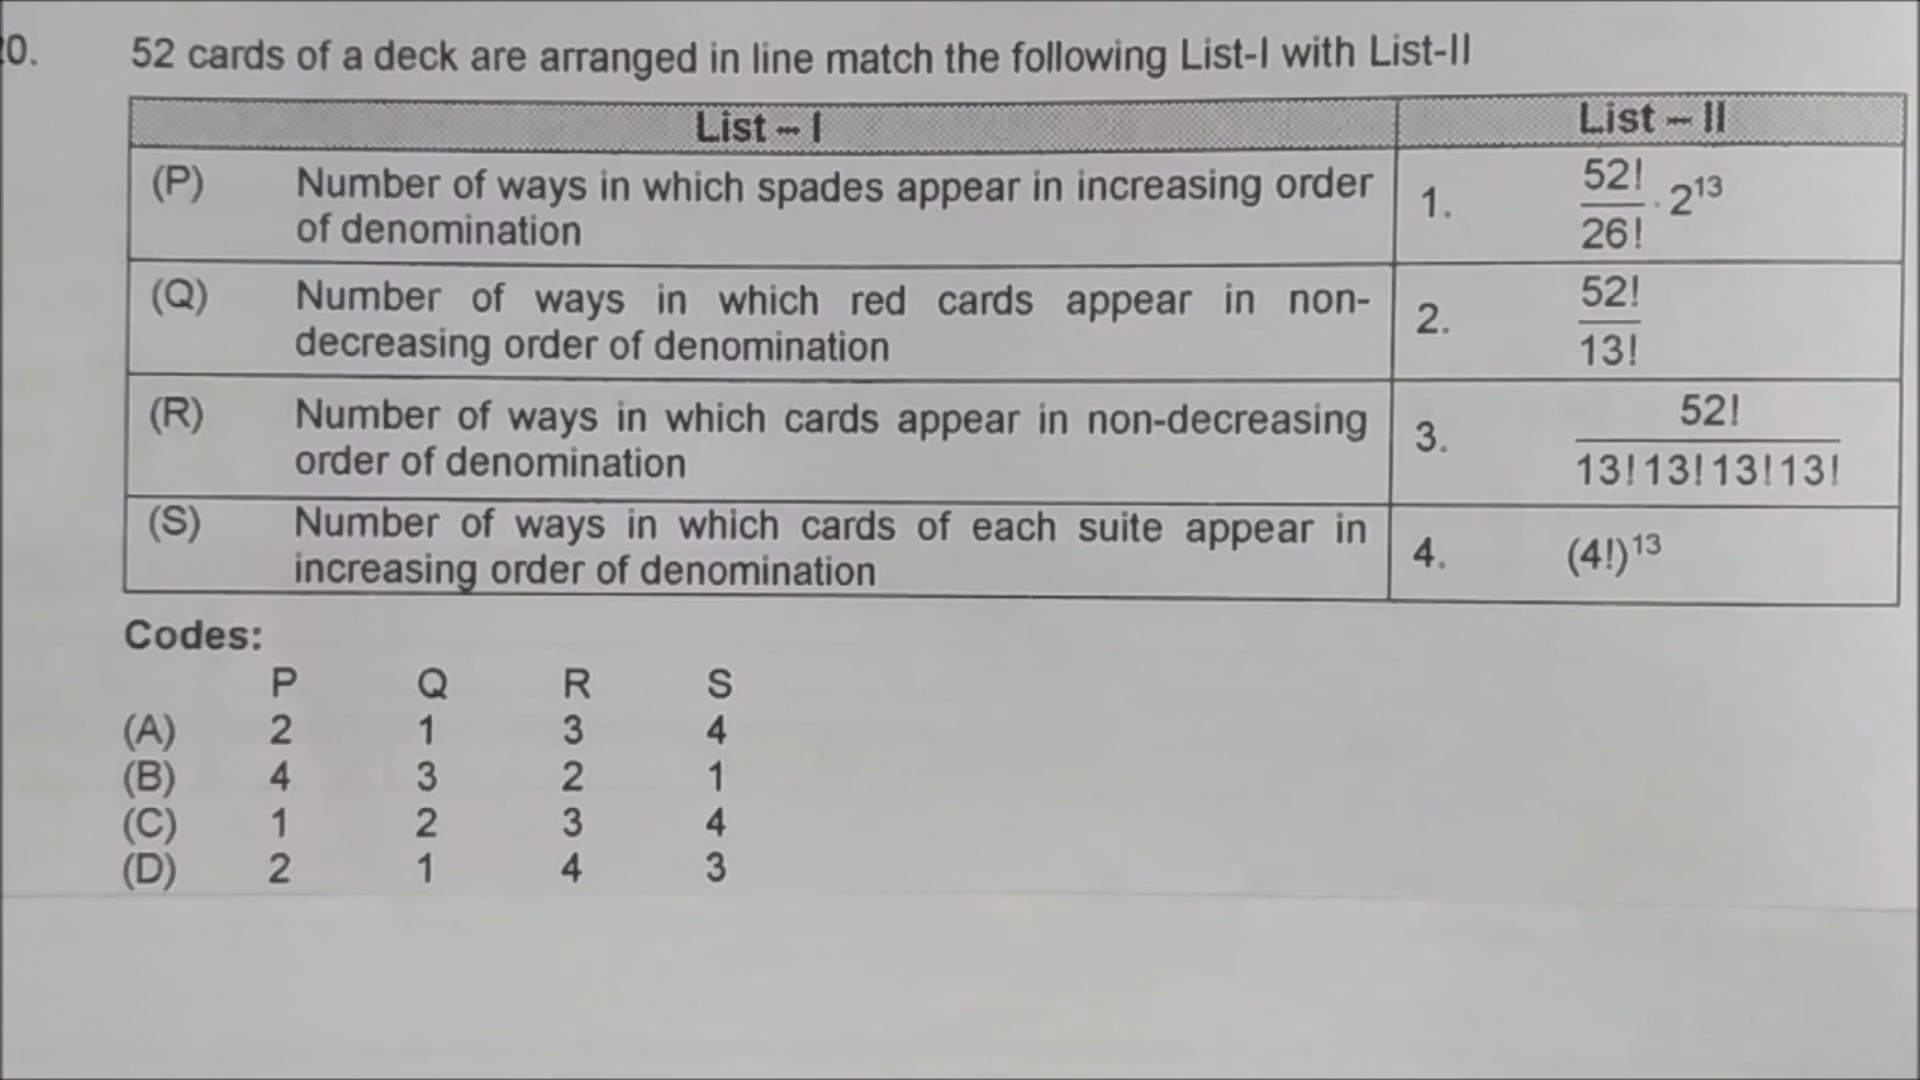 0. 52 cards of a deck are arranged in line match the following List-I with List-II
List – I List – II
(P) Number of ways in which spades appear in increasing order of denomination 1. 52!/26! · 2^13
(Q) Number of ways in which red cards appear in non-decreasing order of denomination 2. 52!/13!
(R) Number of ways in which cards appear in non-decreasing order of denomination 3. 52!/13!13!13!13!
(S) Number of ways in which cards of each suite appear in increasing order of denomination 4. (4!)^13
Codes:
P Q R S
(A) 2 1 3 4
(B) 4 3 2 1
(C) 1 2 3 4
(D) 2 1 4 3